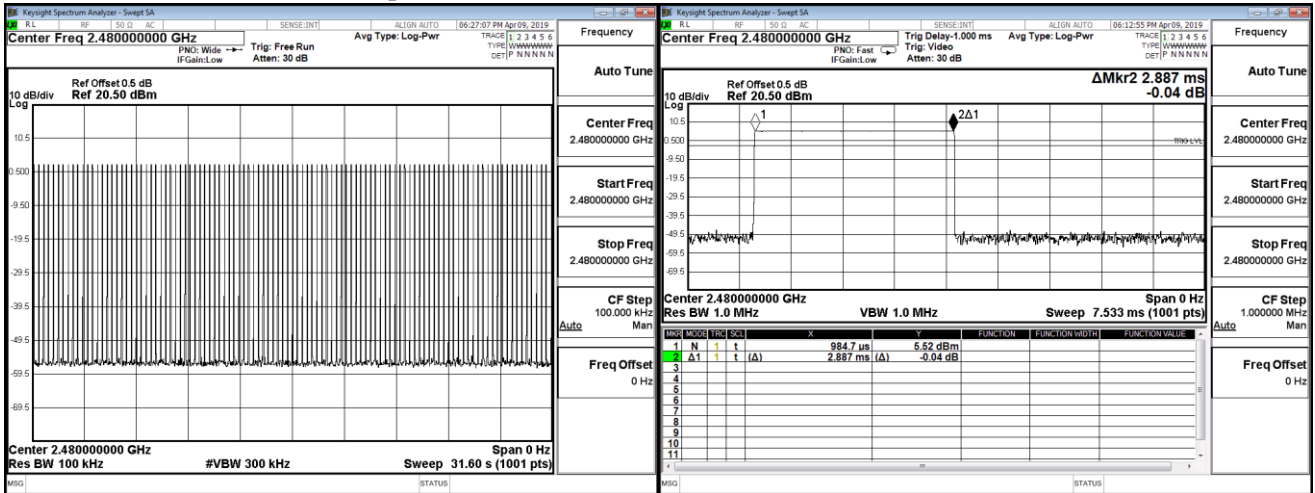 Keysight Spectrum Analyzer - Swept SA
RL RF 50 Ω AC SENSE:INT ALIGN AUTO 06:27:07 PM Apr 09, 2019
Center Freq 2.480000000 GHz
Avg Type: Log-Pwr
TRACE 1 2 3 4 5 6
TYPE WWWWWW
DET P NNNNN
PNO: Wide
IFGain:Low
Trig: Free Run
Atten: 30 dB
Ref Offset 0.5 dB
Ref 20.50 dBm
10 dB/div
Log
10.5
0.500
-9.50
-19.5
-29.5
-39.5
-49.5
-59.5
-69.5
Center 2.480000000 GHz
Span 0 Hz
Res BW 100 kHz
#VBW 300 kHz
Sweep 31.60 s (1001 pts)
MSG
STATUS
Frequency
Auto Tune
Center Freq
2.480000000 GHz
Start Freq
2.480000000 GHz
Stop Freq
2.480000000 GHz
CF Step
100.000 kHz
Auto Man
Freq Offset
0 Hz
Keysight Spectrum Analyzer - Swept SA
RL RF 50 Ω AC SENSE:INT ALIGN AUTO 06:12:55 PM Apr 09, 2019
Center Freq 2.480000000 GHz
Trig Delay-1.000 ms
Avg Type: Log-Pwr
TRACE 1 2 3 4 5 6
TYPE WWWWWW
DET P NNNNN
PNO: Fast
IFGain:Low
Trig: Video
Atten: 30 dB
ΔMkr2 2.887 ms
-0.04 dB
Ref Offset 0.5 dB
Ref 20.50 dBm
10 dB/div
Log
1
2Δ1
TRIG LVL
10.5
0.500
-9.50
-19.5
-29.5
-39.5
-49.5
-59.5
-69.5
Center 2.480000000 GHz
Span 0 Hz
Res BW 1.0 MHz
VBW 1.0 MHz
Sweep 7.533 ms (1001 pts)
MKR MODE TRC SCL X Y FUNCTION FUNCTION WIDTH FUNCTION VALUE
1 N 1 t 984.7 µs 5.52 dBm
2 Δ1 1 t (Δ) 2.887 ms (Δ) -0.04 dB
3
4
5
6
7
8
9
10
11
MSG
STATUS
Frequency
Auto Tune
Center Freq
2.480000000 GHz
Start Freq
2.480000000 GHz
Stop Freq
2.480000000 GHz
CF Step
1.000000 MHz
Auto Man
Freq Offset
0 Hz